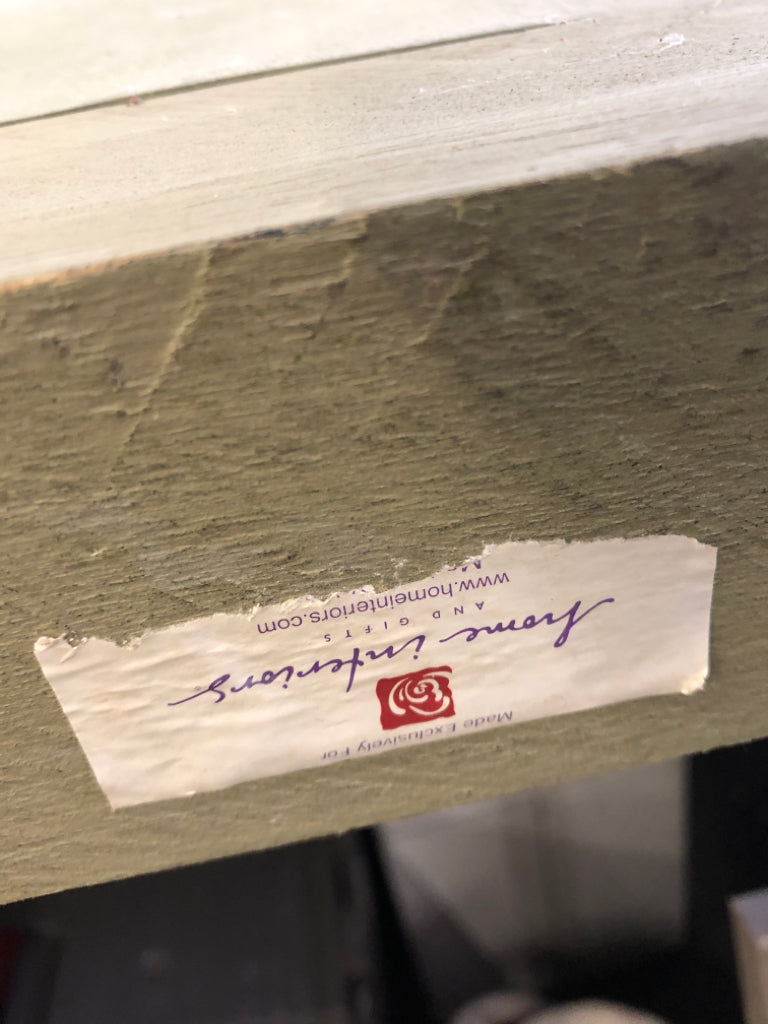 Made Exclusively For
home interiors
AND GIFTS
www.homeinteriors.com